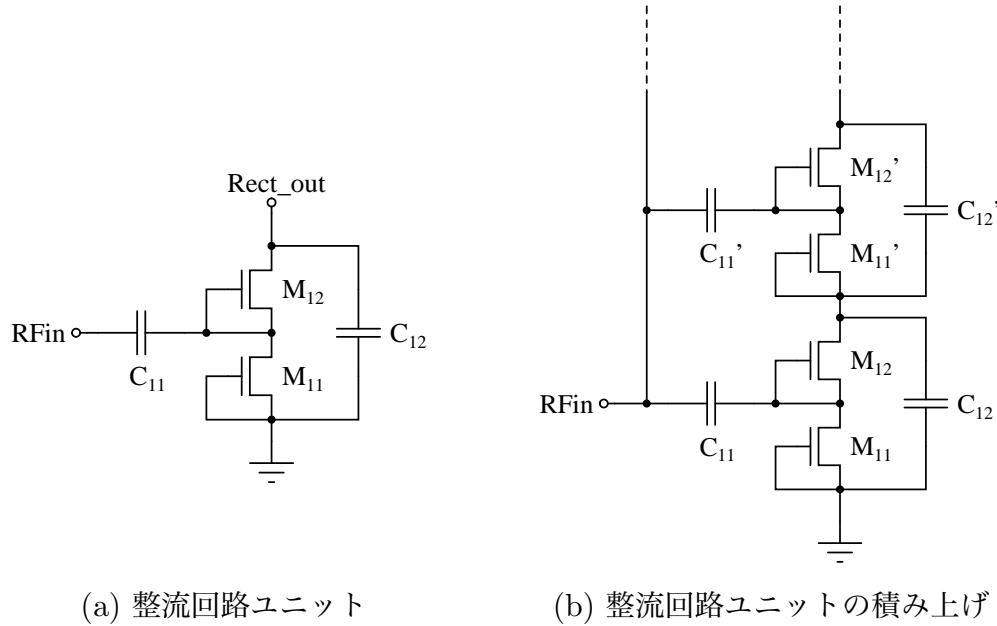 Rect_out
M12
RFin
C12
C11
M11
(a) 整流回路ユニット
M12'
C12'
C11'
M11'
M12
RFin
C12
C11
M11
(b) 整流回路ユニットの積み上げ